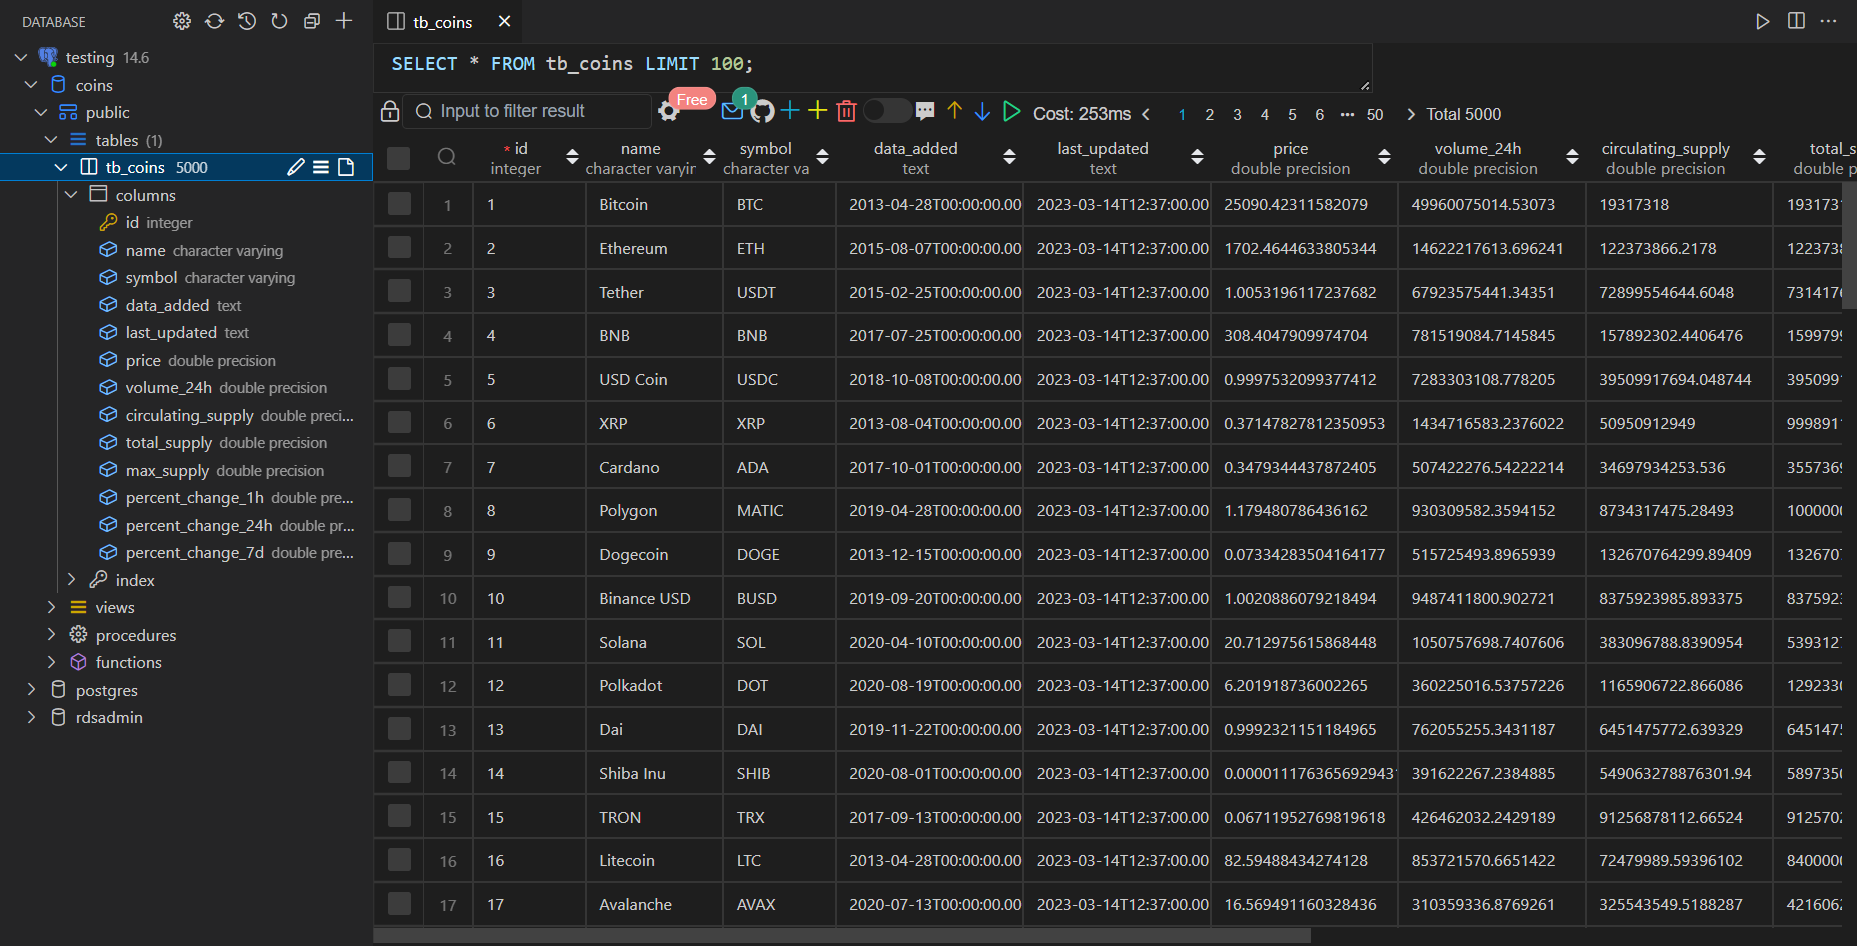 DATABASE
testing 14.6
coins
public
tables (1)
tb_coins 5000
columns
id integer
name character varying
symbol character varying
data_added text
last_updated text
price double precision
volume_24h double precision
circulating_supply double preci...
total_supply double precision
max_supply double precision
percent_change_1h double pre...
percent_change_24h double pr...
percent_change_7d double pre...
index
views
procedures
functions
postgres
rdsadmin
tb_coins
SELECT * FROM tb_coins LIMIT 100;
Input to filter result Free 1 Cost: 253ms 1 2 3 4 5 6 ••• 50 Total 5000
* id name symbol data_added last_updated price volume_24h circulating_supply total_s
integer character varyir character va text text double precision double precision double precision double p
1 1 Bitcoin BTC 2013-04-28T00:00:00.00 2023-03-14T12:37:00.00 25090.42311582079 49960075014.53073 19317318 1931731
2 2 Ethereum ETH 2015-08-07T00:00:00.00 2023-03-14T12:37:00.00 1702.4644633805344 14622217613.696241 122373866.2178 1223738
3 3 Tether USDT 2015-02-25T00:00:00.00 2023-03-14T12:37:00.00 1.0053196117237682 67923575441.34351 72899554644.6048 7314176
4 4 BNB BNB 2017-07-25T00:00:00.00 2023-03-14T12:37:00.00 308.4047909974704 781519084.7145845 157892302.4406476 1599799
5 5 USD Coin USDC 2018-10-08T00:00:00.00 2023-03-14T12:37:00.00 0.9997532099377412 7283303108.778205 39509917694.048744 3950991
6 6 XRP XRP 2013-08-04T00:00:00.00 2023-03-14T12:37:00.00 0.37147827812350953 1434716583.2376022 50950912949 9998911
7 7 Cardano ADA 2017-10-01T00:00:00.00 2023-03-14T12:37:00.00 0.3479344437872405 507422276.54222214 34697934253.536 3557369
8 8 Polygon MATIC 2019-04-28T00:00:00.00 2023-03-14T12:37:00.00 1.179480786436162 930309582.3594152 8734317475.28493 1000000
9 9 Dogecoin DOGE 2013-12-15T00:00:00.00 2023-03-14T12:37:00.00 0.07334283504164177 515725493.8965939 132670764299.89409 1326707
10 10 Binance USD BUSD 2019-09-20T00:00:00.00 2023-03-14T12:37:00.00 1.0020886079218494 9487411800.902721 8375923985.893375 8375923
11 11 Solana SOL 2020-04-10T00:00:00.00 2023-03-14T12:37:00.00 20.712975615868448 1050757698.7407606 383096788.8390954 5393127
12 12 Polkadot DOT 2020-08-19T00:00:00.00 2023-03-14T12:37:00.00 6.201918736002265 360225016.53757226 1165906722.866086 1292330
13 13 Dai DAI 2019-11-22T00:00:00.00 2023-03-14T12:37:00.00 0.9992321151184965 762055255.3431187 6451475772.639329 6451475
14 14 Shiba Inu SHIB 2020-08-01T00:00:00.00 2023-03-14T12:37:00.00 0.000011176365692943 391622267.2384885 549063278876301.94 5897350
15 15 TRON TRX 2017-09-13T00:00:00.00 2023-03-14T12:37:00.00 0.06711952769819618 426462032.2429189 91256878112.66524 9125702
16 16 Litecoin LTC 2013-04-28T00:00:00.00 2023-03-14T12:37:00.00 82.59488434274128 853721570.6651422 72479989.59396102 8400000
17 17 Avalanche AVAX 2020-07-13T00:00:00.00 2023-03-14T12:37:00.00 16.569491160328436 310359336.8769261 325543549.5188287 4216062